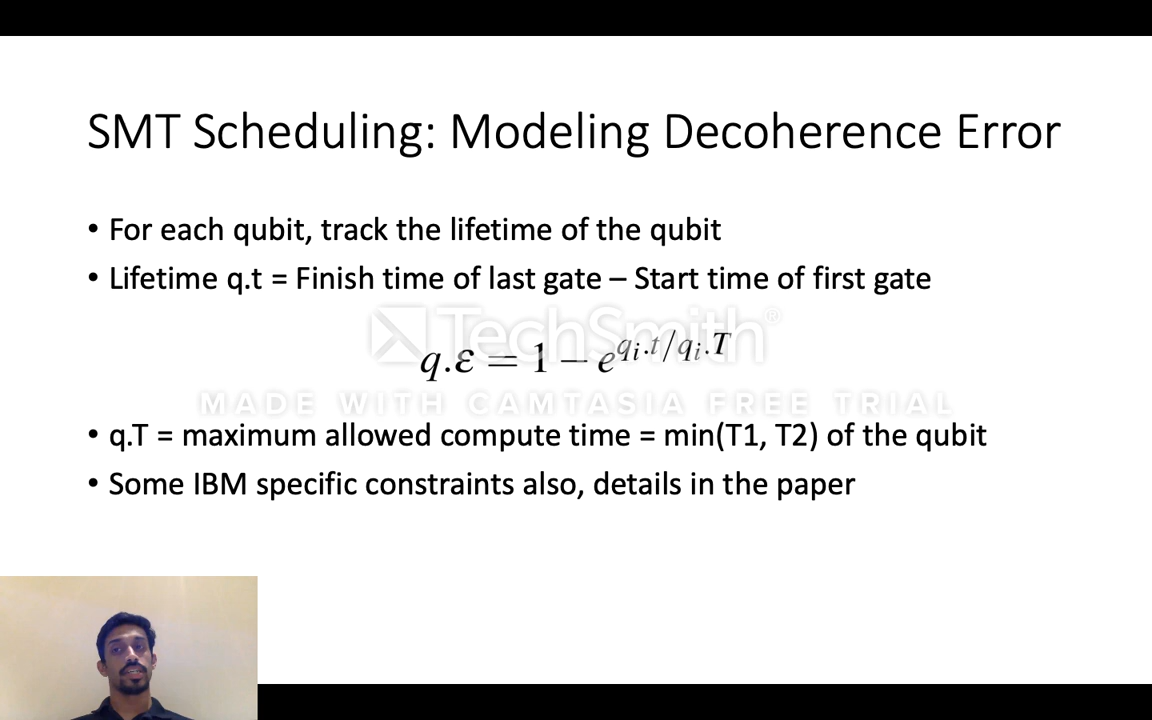 SMT Scheduling: Modeling Decoherence Error
• For each qubit, track the lifetime of the qubit
• Lifetime q.t = Finish time of last gate – Start time of first gate
TechSmith®
q.ε = 1 − e^{q_i.t/q_i.T}
MADE WITH CAMTASIA FREE TRIAL
• q.T = maximum allowed compute time = min(T1, T2) of the qubit
• Some IBM specific constraints also, details in the paper